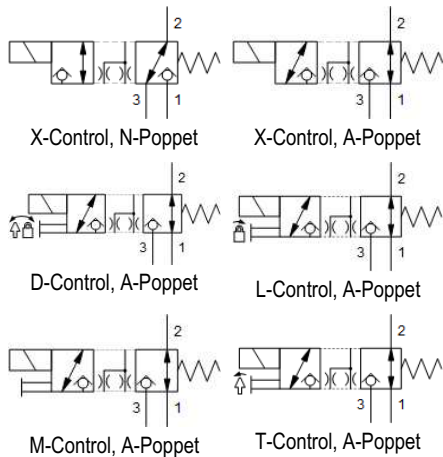 2
2
3 1
3 1
X-Control, N-Poppet
X-Control, A-Poppet
2
2
3 1
3 1
D-Control, A-Poppet
L-Control, A-Poppet
2
2
3 1
3 1
M-Control, A-Poppet
T-Control, A-Poppet